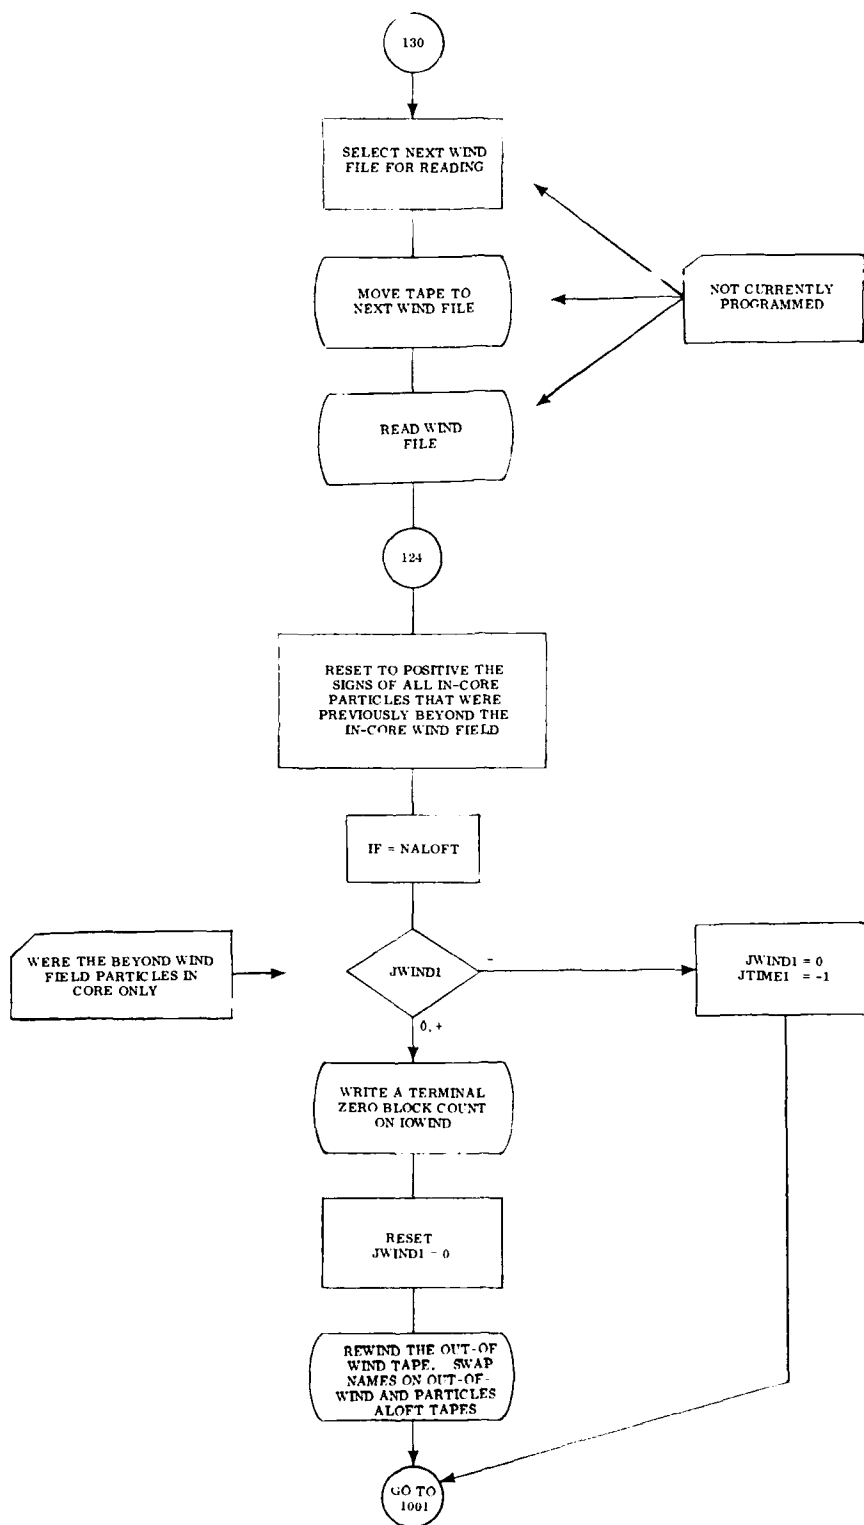 130
SELECT NEXT WIND
FILE FOR READING
MOVE TAPE TO
NEXT WIND FILE
NOT CURRENTLY
PROGRAMMED
READ WIND
FILE
124
RESET TO POSITIVE THE
SIGNS OF ALL IN-CORE
PARTICLES THAT WERE
PREVIOUSLY BEYOND THE
IN-CORE WIND FIELD
IF = NALOFT
WERE THE BEYOND WIND
FIELD PARTICLES IN
CORE ONLY
JWIND1
-
JWIND1 = 0
JTIME1 = -1
0, +
WRITE A TERMINAL
ZERO BLOCK COUNT
ON IOWIND
RESET
JWIND1 = 0
REWIND THE OUT-OF
WIND TAPE. SWAP
NAMES ON OUT-OF-
WIND AND PARTICLES
ALOFT TAPES
GO TO
1001